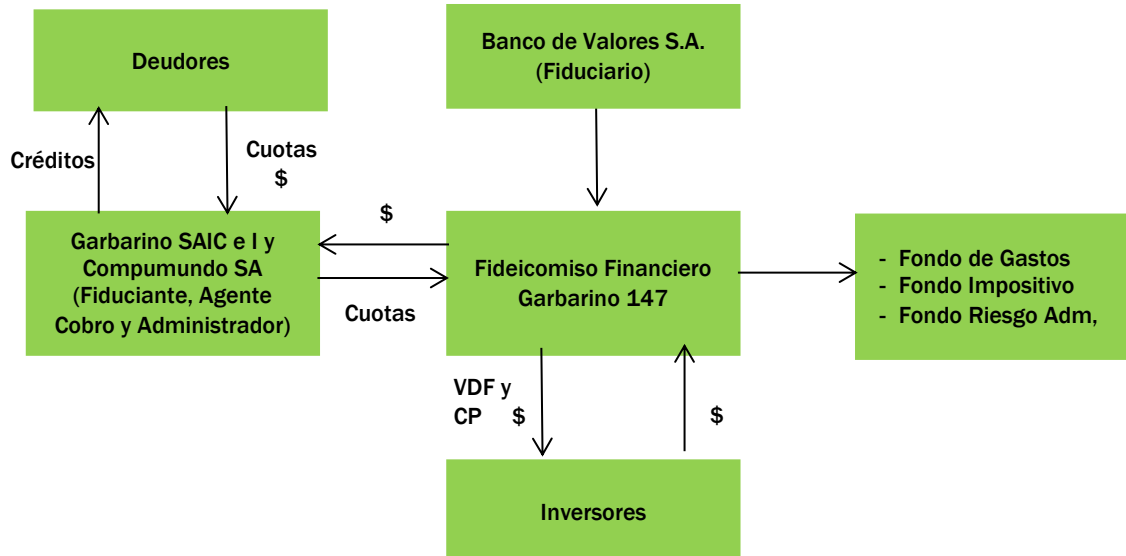 Deudores
Banco de Valores S.A.
(Fiduciario)
Créditos
Cuotas
$
Garbarino SAIC e I y
Compumundo SA
(Fiduciante, Agente
Cobro y Administrador)
$
Cuotas
Fideicomiso Financiero
Garbarino 147
- Fondo de Gastos
- Fondo Impositivo
- Fondo Riesgo Adm,
VDF y
CP $
$
Inversores